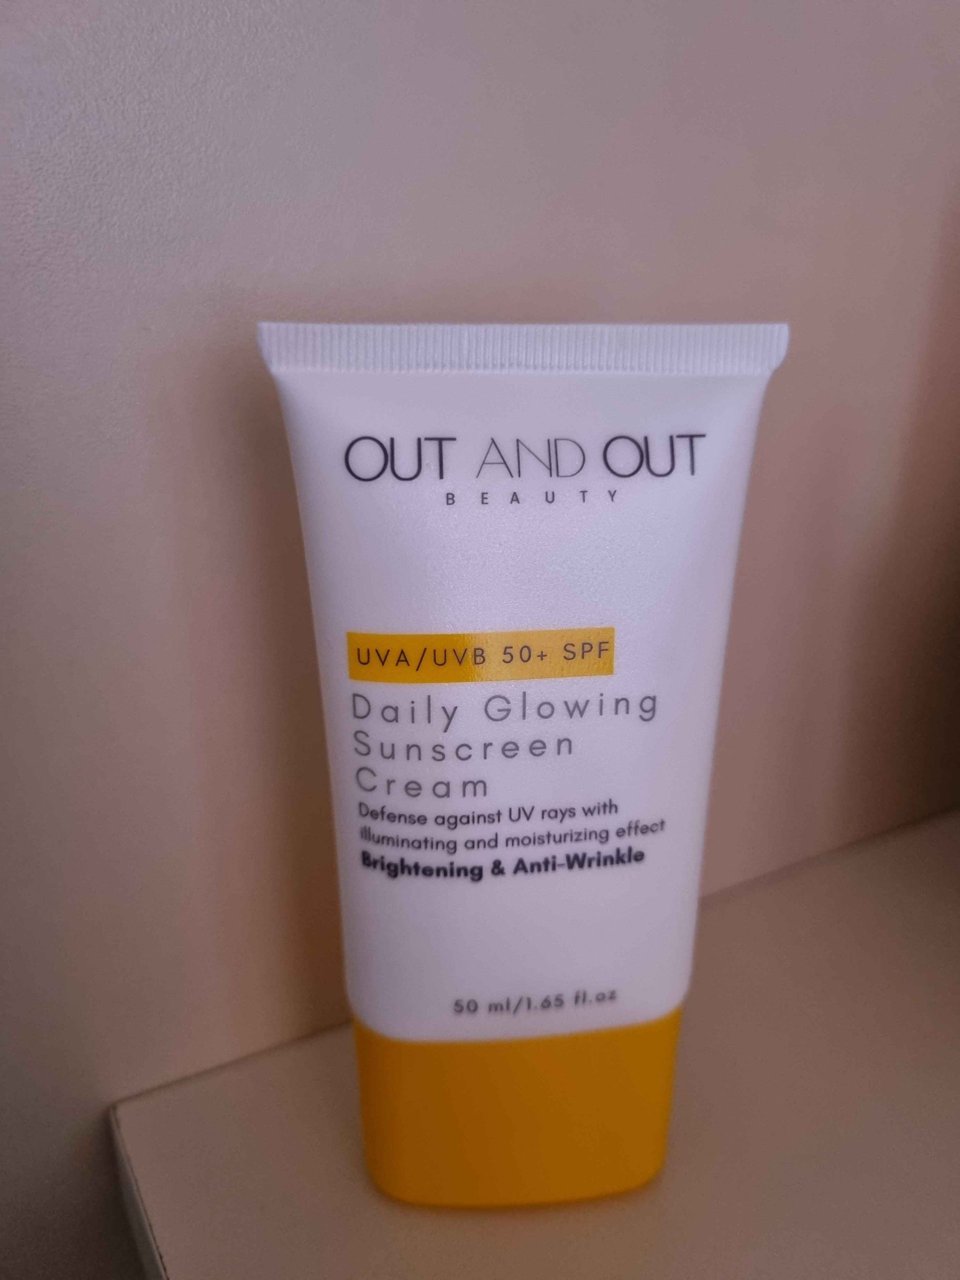 OUT AND OUT
BEAUTY
UVA/UVB 50+ SPF
Daily Glowing
Sunscreen
Cream
Defense against UV rays with
illuminating and moisturizing effect
Brightening & Anti-Wrinkle
50 ml/1.65 fl.oz